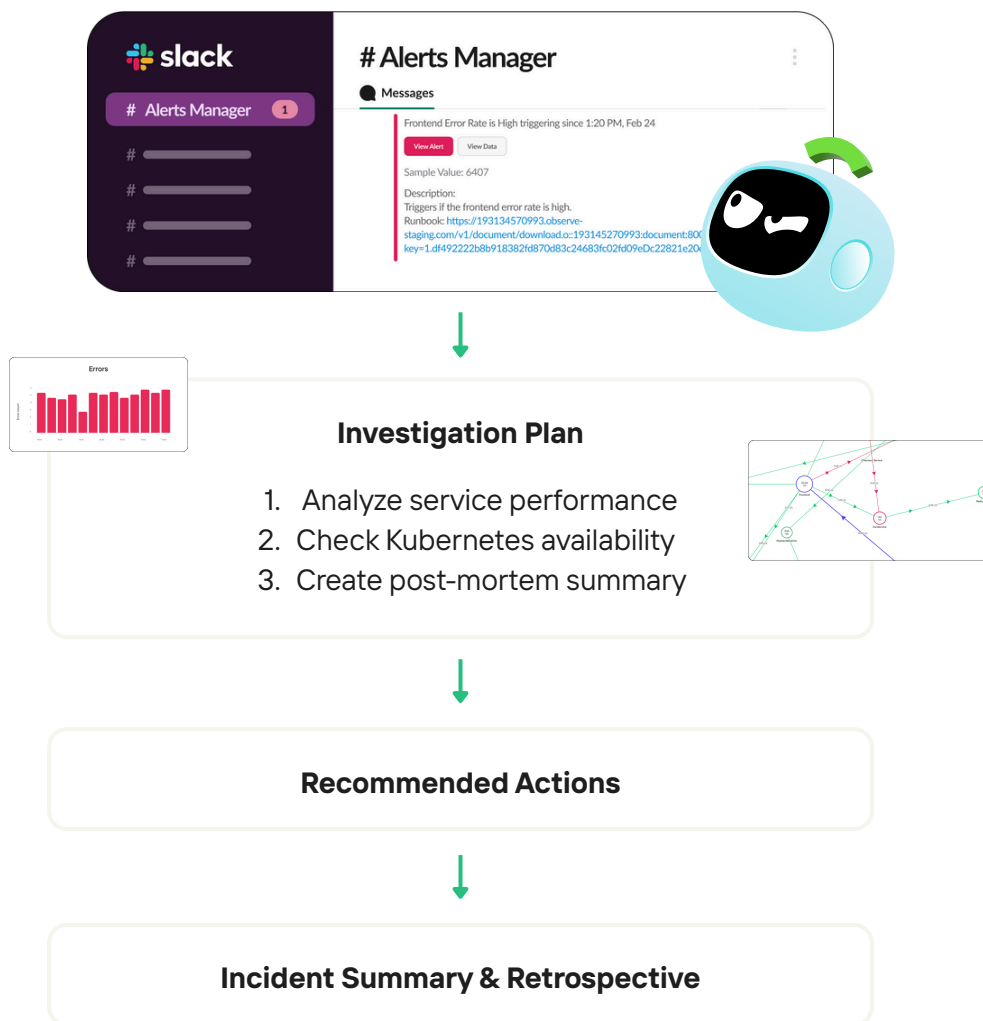 slack
# Alerts Manager 1
#
#
#
#
# Alerts Manager
Messages
Frontend Error Rate is High triggering since 1:20 PM, Feb 24
View Alert View Data
Sample Value: 6407
Description:
Triggers if the frontend error rate is high.
Runbook: https://193134570993.observe-
staging.com/v1/document/download.o::193145270993:document:800
key=1.df492222b8b918382fd870d83c24683fc02fd09eDc22821e20
Errors
Investigation Plan
1. Analyze service performance
2. Check Kubernetes availability
3. Create post-mortem summary
Recommended Actions
Incident Summary & Retrospective